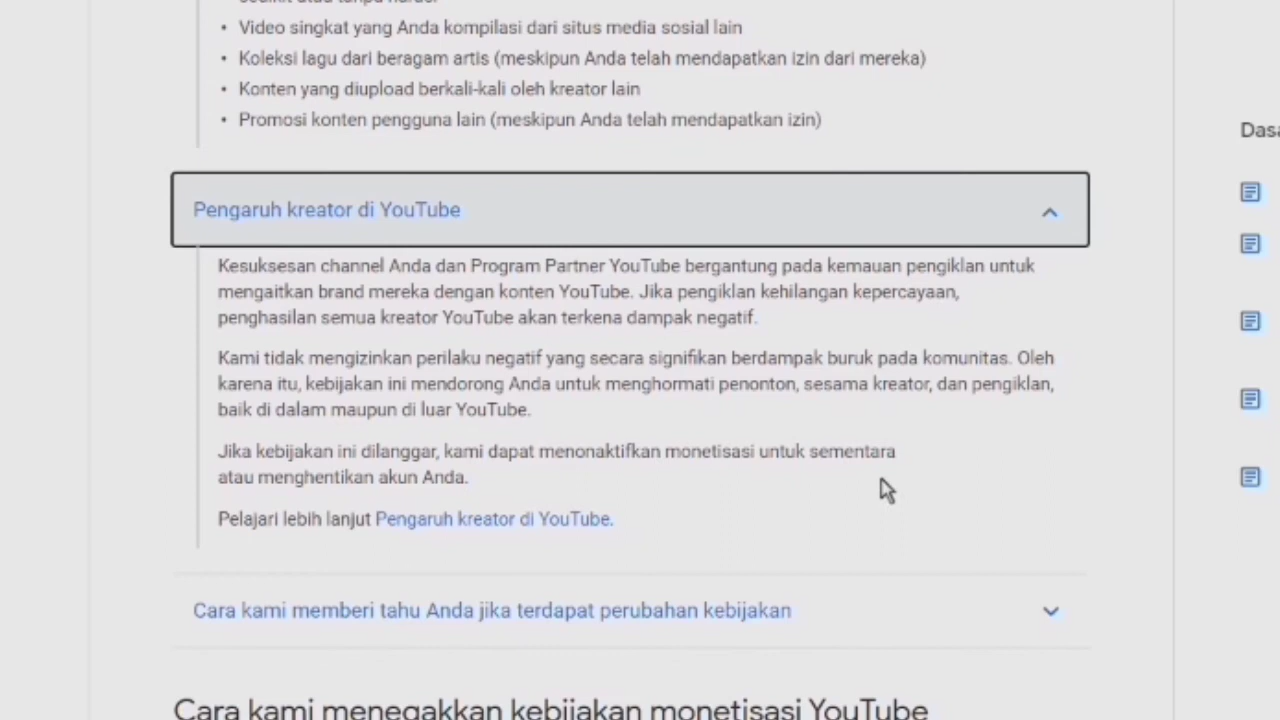 Video singkat yang Anda kompilasi dari situs media sosial lain
Koleksi lagu dari beragam artis (meskipun Anda telah mendapatkan izin dari mereka)
Konten yang diupload berkali-kali oleh kreator lain
Promosi konten pengguna lain (meskipun Anda telah mendapatkan izin)
Pengaruh kreator di YouTube
Kesuksesan channel Anda dan Program Partner YouTube bergantung pada kemauan pengiklan untuk
mengaitkan brand mereka dengan konten YouTube. Jika pengiklan kehilangan kepercayaan,
penghasilan semua kreator YouTube akan terkena dampak negatif.
Kami tidak mengizinkan perilaku negatif yang secara signifikan berdampak buruk pada komunitas. Oleh
karena itu, kebijakan ini mendorong Anda untuk menghormati penonton, sesama kreator, dan pengiklan,
baik di dalam maupun di luar YouTube.
Jika kebijakan ini dilanggar, kami dapat menonaktifkan monetisasi untuk sementara
atau menghentikan akun Anda.
Pelajari lebih lanjut Pengaruh kreator di YouTube.
Cara kami memberi tahu Anda jika terdapat perubahan kebijakan
Cara kami menegakkan kebijakan monetisasi YouTube